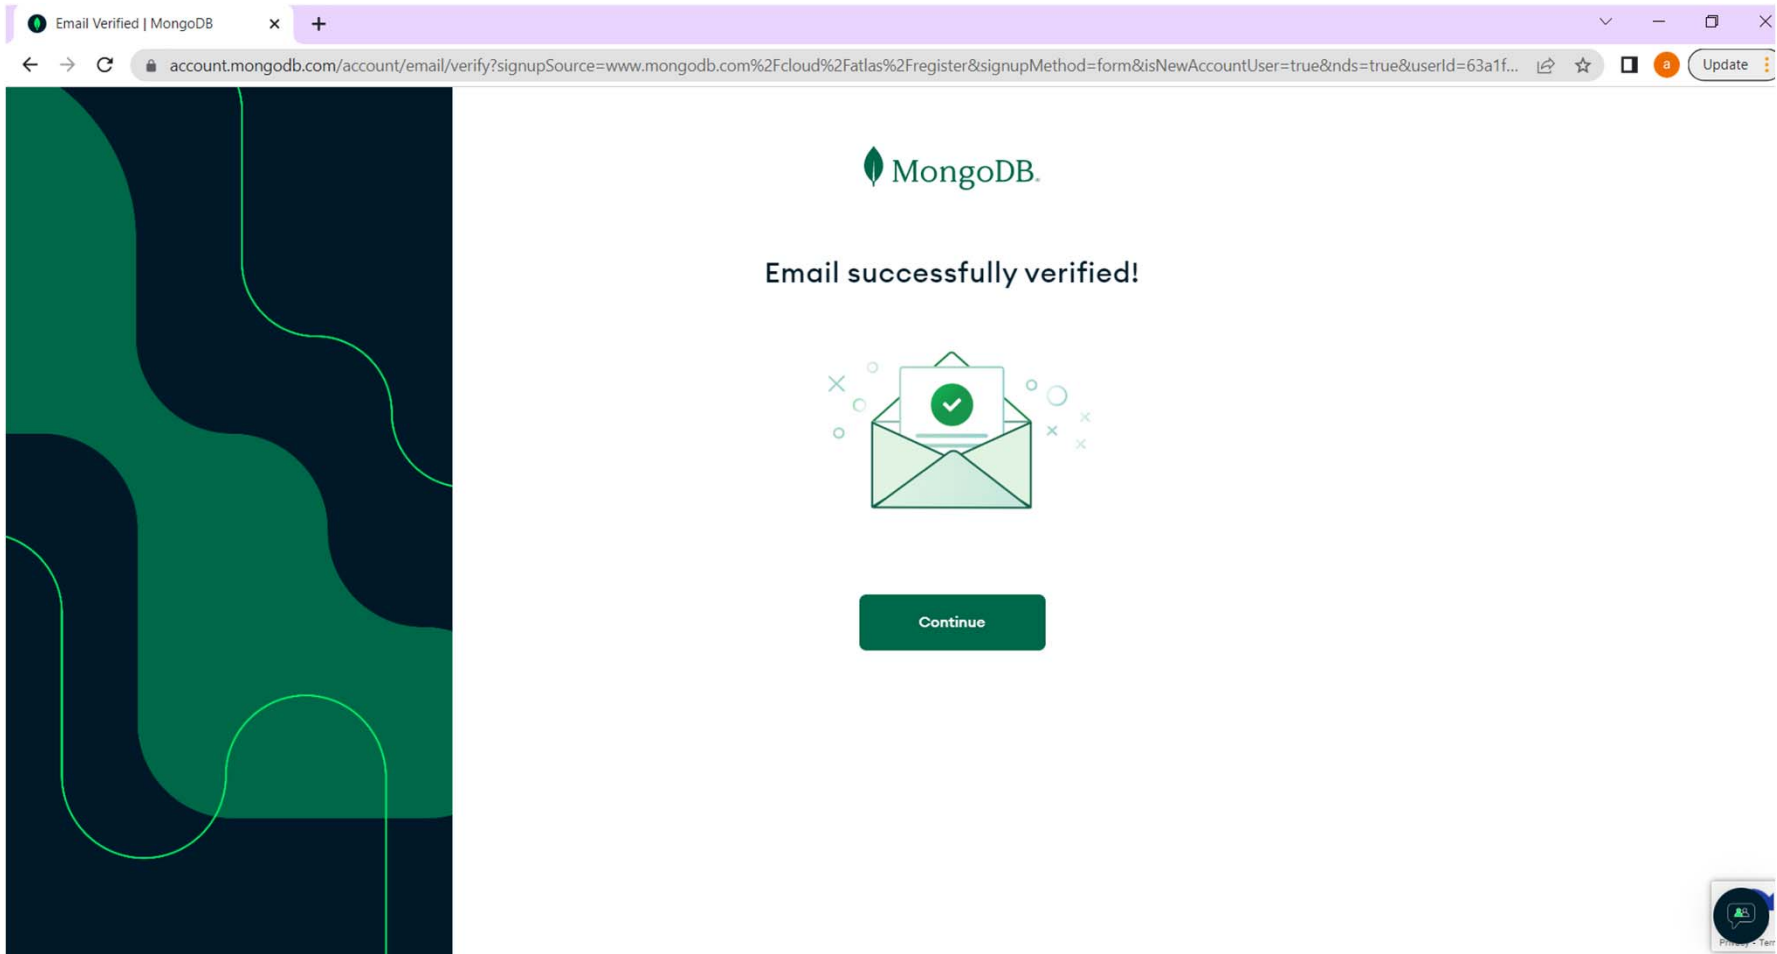 Email Verified | MongoDB
account.mongodb.com/account/email/verify?signupSource=www.mongodb.com%2Fcloud%2Fatlas%2Fregister&signupMethod=form&isNewAccountUser=true&nds=true&userId=63a1f...
a
Update
MongoDB.
Email successfully verified!
Continue